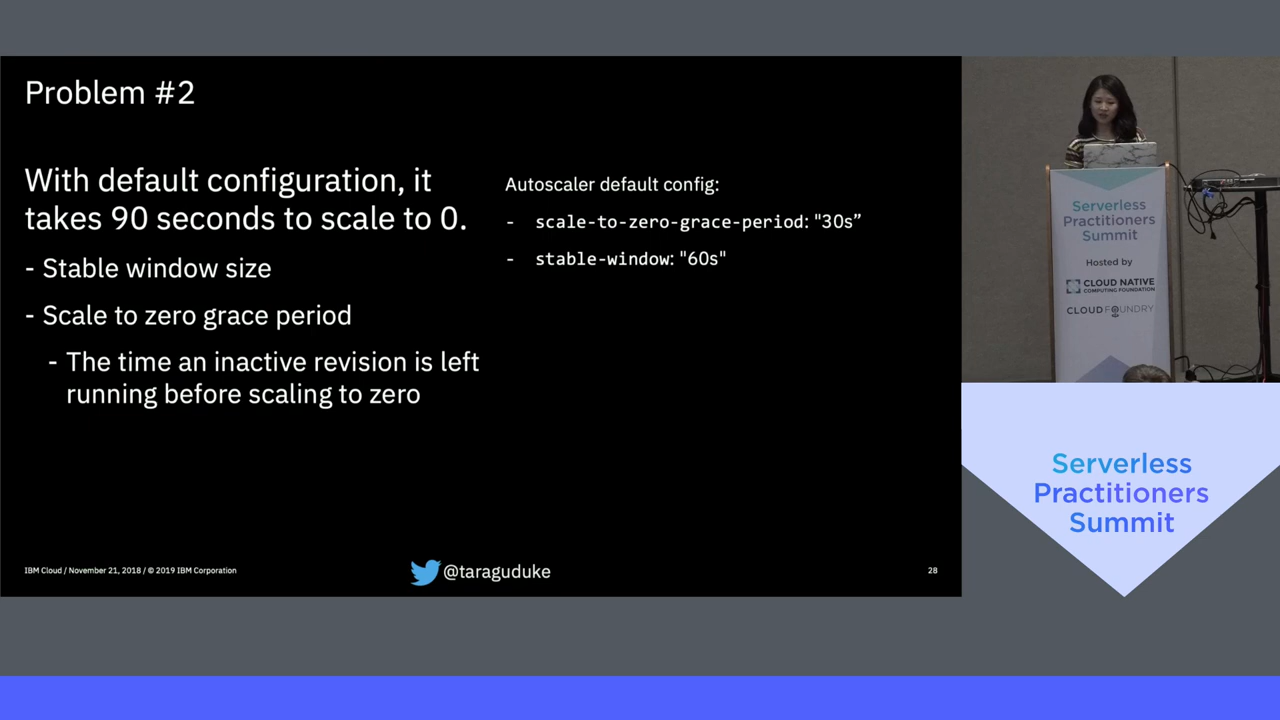 Problem #2
With default configuration, it
takes 90 seconds to scale to 0.
- Stable window size
- Scale to zero grace period
- The time an inactive revision is left
running before scaling to zero
Autoscaler default config:
- scale-to-zero-grace-period: "30s”
- stable-window: "60s"
IBM Cloud / November 21, 2018 / © 2019 IBM Corporation
@taraguduke
28
Serverless
Practitioners
Summit
Hosted by
CLOUD NATIVE
COMPUTING FOUNDATION
CLOUD FOUNDRY
Serverless
Practitioners
Summit